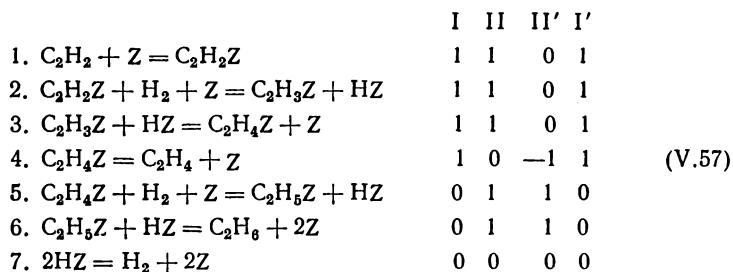 I II II′ I′
1. C₂H₂ + Z = C₂H₂Z 1 1 0 1
2. C₂H₂Z + H₂ + Z = C₂H₃Z + HZ 1 1 0 1
3. C₂H₃Z + HZ = C₂H₄Z + Z 1 1 0 1
4. C₂H₄Z = C₂H₄ + Z 1 0 —1 1 (V.57)
5. C₂H₄Z + H₂ + Z = C₂H₅Z + HZ 0 1 1 0
6. C₂H₅Z + HZ = C₂H₆ + 2Z 0 1 1 0
7. 2HZ = H₂ + 2Z 0 0 0 0